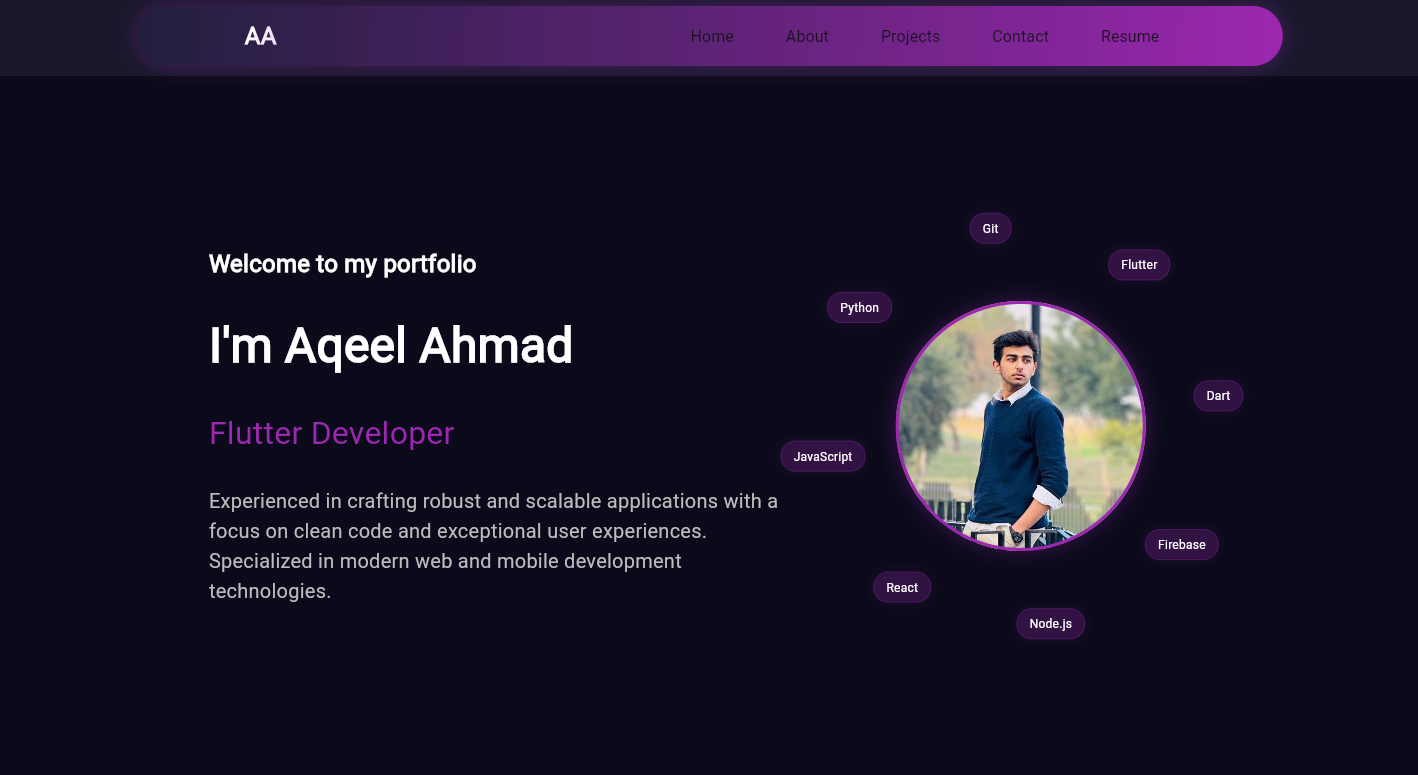 AA
Home
About
Projects
Contact
Resume
Welcome to my portfolio
I'm Aqeel Ahmad
Flutter Developer
Experienced in crafting robust and scalable applications with a
focus on clean code and exceptional user experiences.
Specialized in modern web and mobile development
technologies.
Git
Flutter
Python
Dart
JavaScript
Firebase
React
Node.js